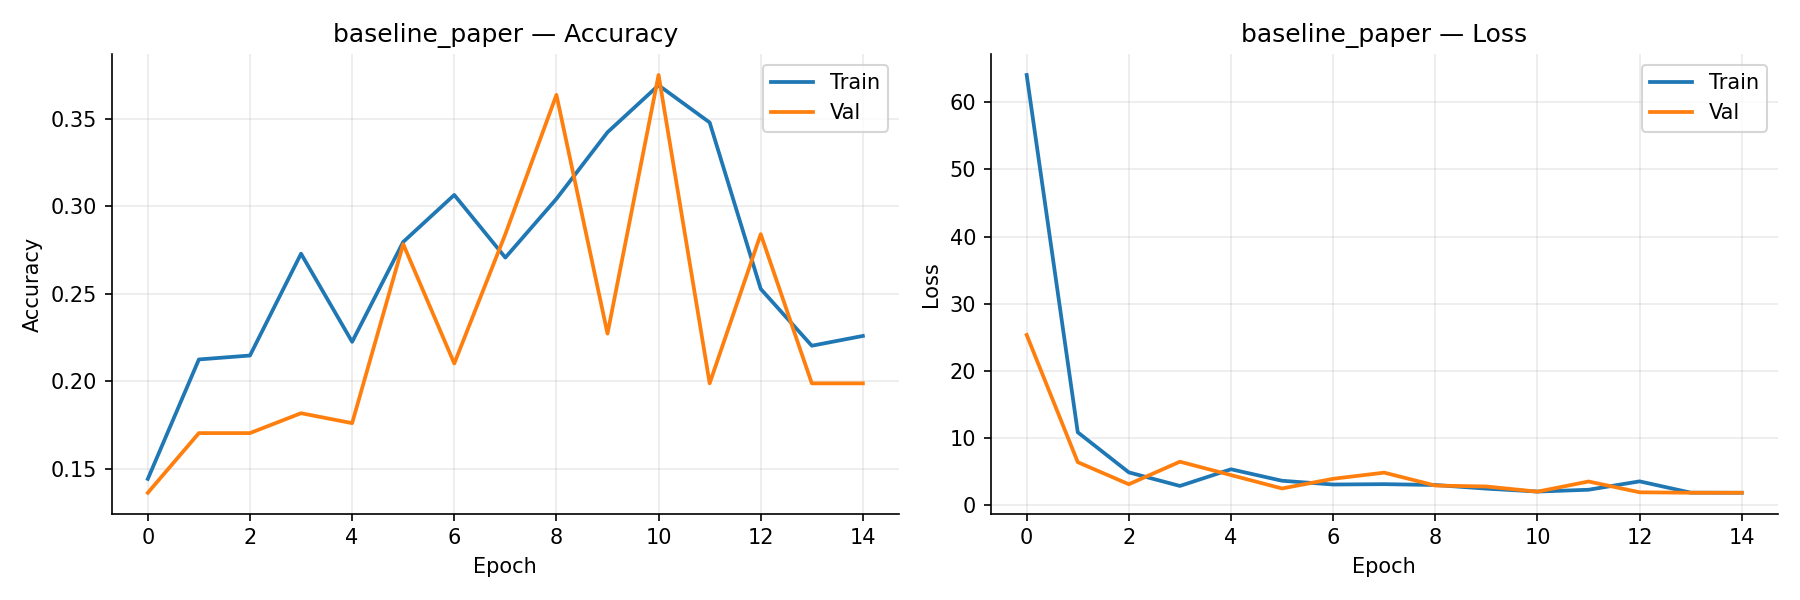 baseline_paper — Accuracy
Train
Val
0.35
0.30
0.25
0.20
0.15
Accuracy
0 2 4 6 8 10 12 14
Epoch
baseline_paper — Loss
Train
Val
60
50
40
30
20
10
0
Loss
0 2 4 6 8 10 12 14
Epoch